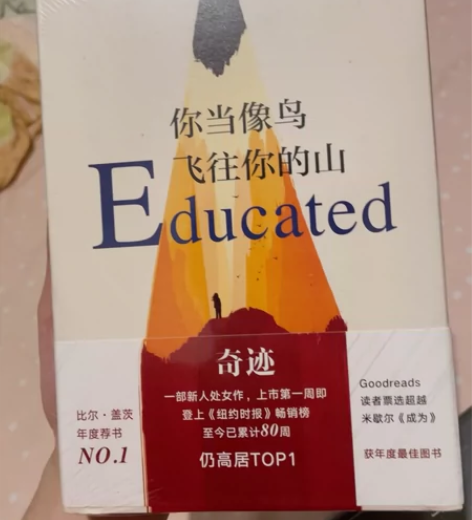 你当像鸟
飞往你的山
Educated
奇迹
一部新人处女作，上市第一周即
登上《纽约时报》畅销榜
至今已累计80周
仍高居TOP1
比尔·盖茨
年度荐书
NO.1
Goodreads
读者票选超越
米歇尔《成为》
获年度最佳图书